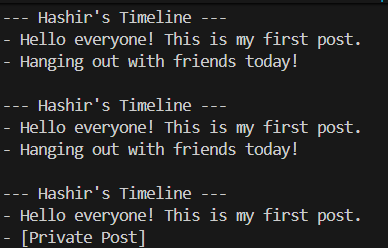 --- Hashir's Timeline ---
- Hello everyone! This is my first post.
- Hanging out with friends today!

--- Hashir's Timeline ---
- Hello everyone! This is my first post.
- Hanging out with friends today!

--- Hashir's Timeline ---
- Hello everyone! This is my first post.
- [Private Post]